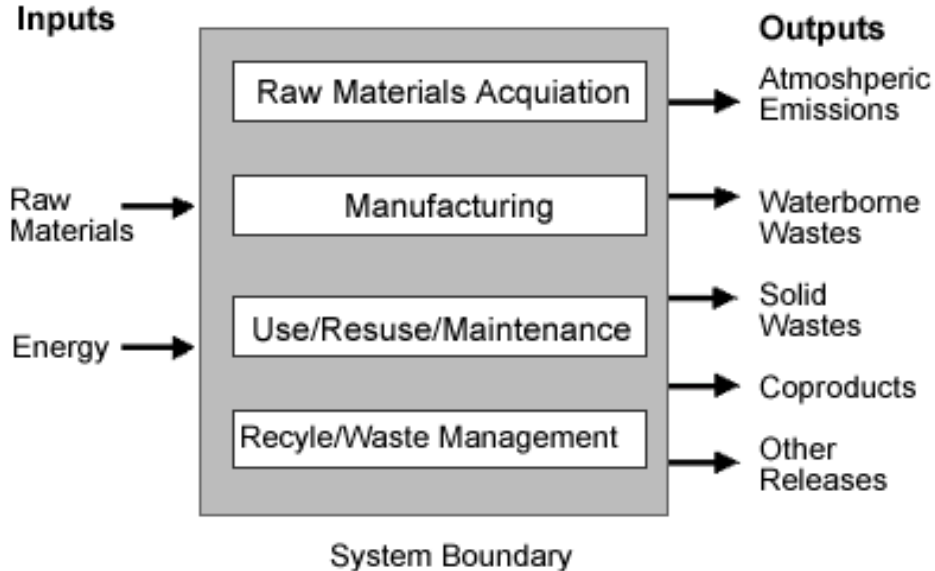 Inputs
Outputs
Raw Materials Acquiation
Atmoshperic
Emissions
Raw
Materials
Manufacturing
Waterborne
Wastes
Energy
Use/Resuse/Maintenance
Solid
Wastes
Coproducts
Recyle/Waste Management
Other
Releases
System Boundary